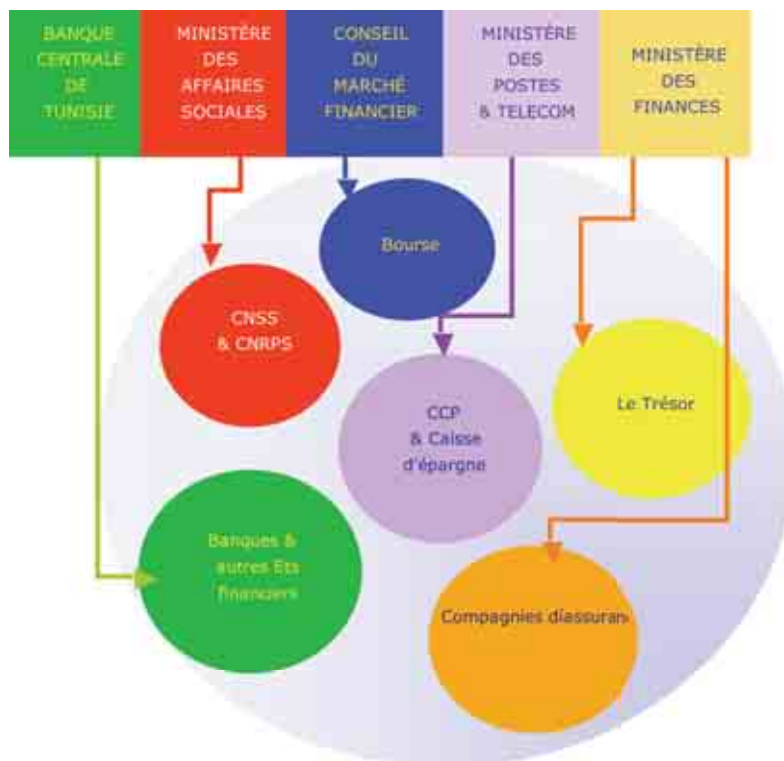 BANQUE
CENTRALE
DE
TUNISIE
MINISTÈRE
DES
AFFAIRES
SOCIALES
CONSEIL
DU
MARCHÉ
FINANCIER
MINISTÈRE
DES
POSTES
& TELECOM
MINISTÈRE
DES
FINANCES
Bourse
CNSS
& CNRPS
CCP
& Caisse
d'épargne
Le Trésor
Banques &
autres Ets
financiers
Compagnies diassuran